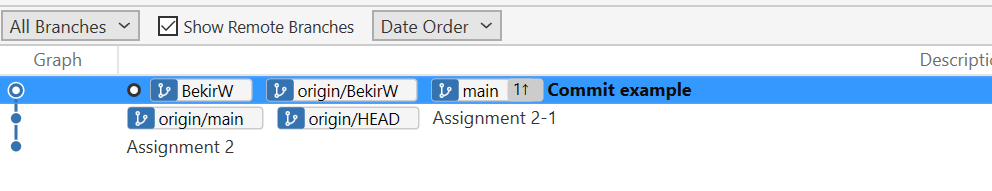 All Branches Show Remote Branches Date Order
Graph Descriptio
BekirW origin/BekirW main 1↑ Commit example
origin/main origin/HEAD Assignment 2-1
Assignment 2